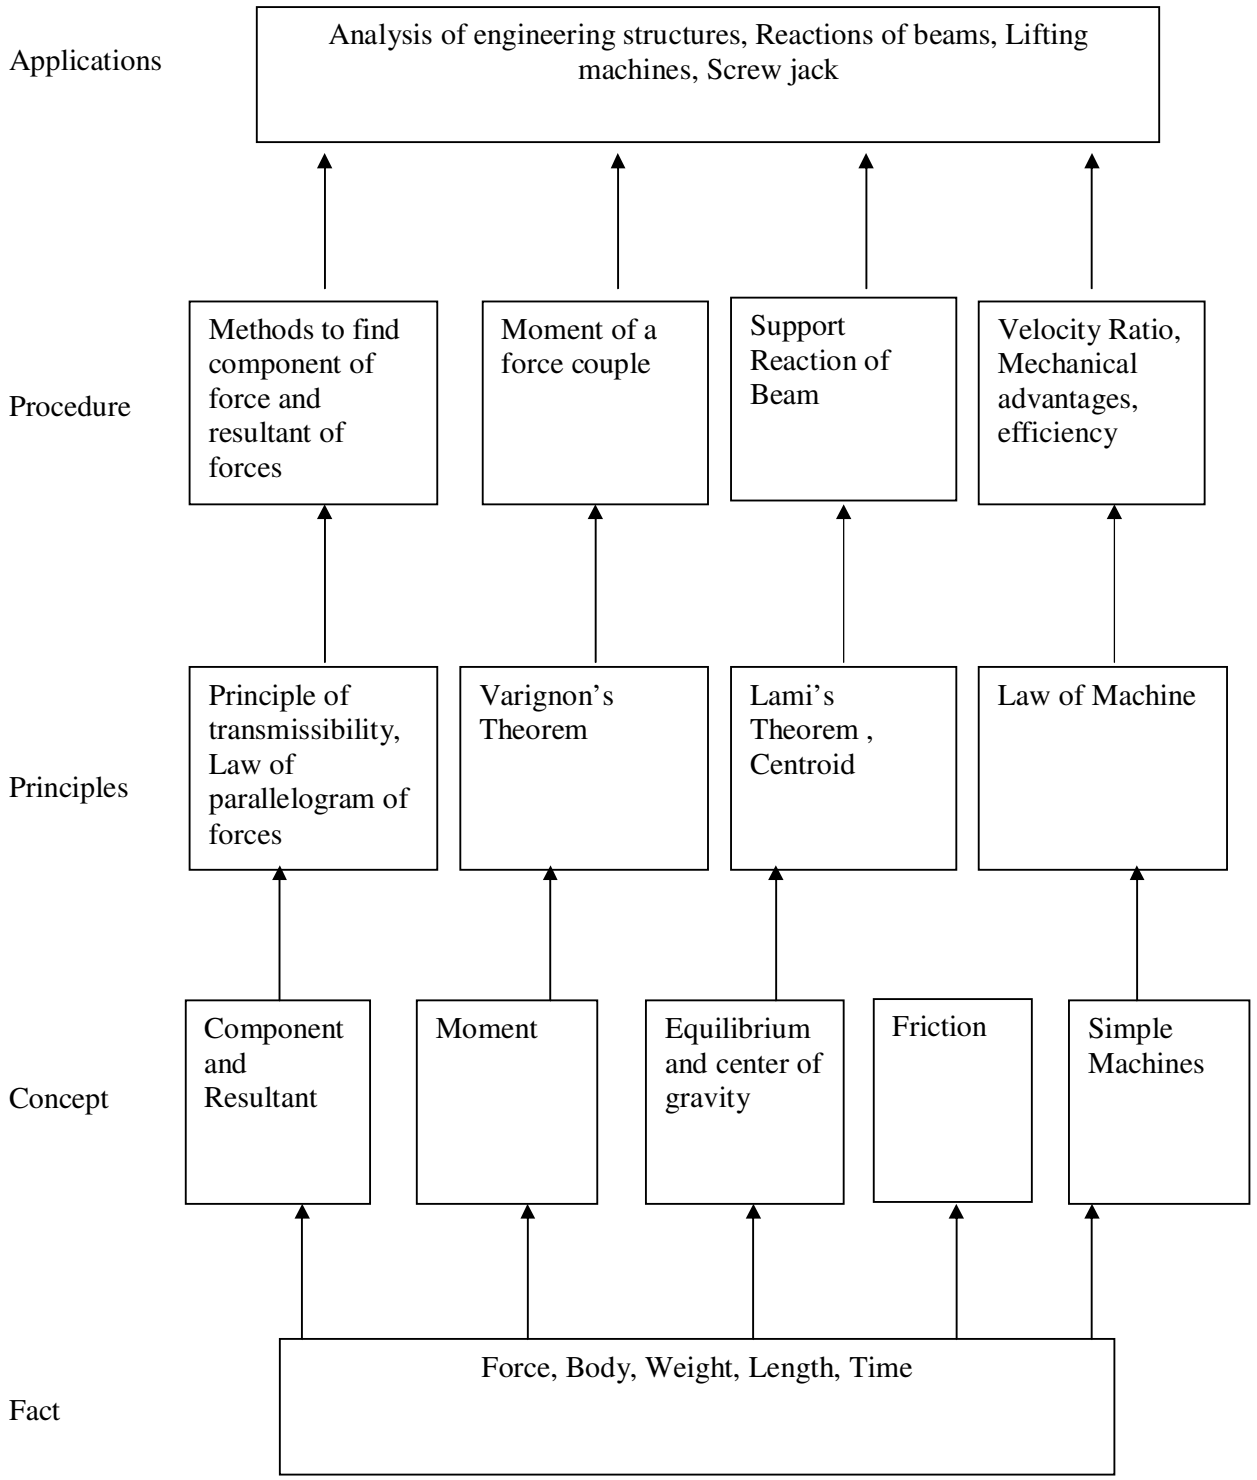 Applications
Analysis of engineering structures, Reactions of beams, Lifting
machines, Screw jack
Procedure
Methods to find
component of
force and
resultant of
forces
Moment of a
force couple
Support
Reaction of
Beam
Velocity Ratio,
Mechanical
advantages,
efficiency
Principles
Principle of
transmissibility,
Law of
parallelogram of
forces
Varignon’s
Theorem
Lami’s
Theorem ,
Centroid
Law of Machine
Concept
Component
and
Resultant
Moment
Equilibrium
and center of
gravity
Friction
Simple
Machines
Fact
Force, Body, Weight, Length, Time